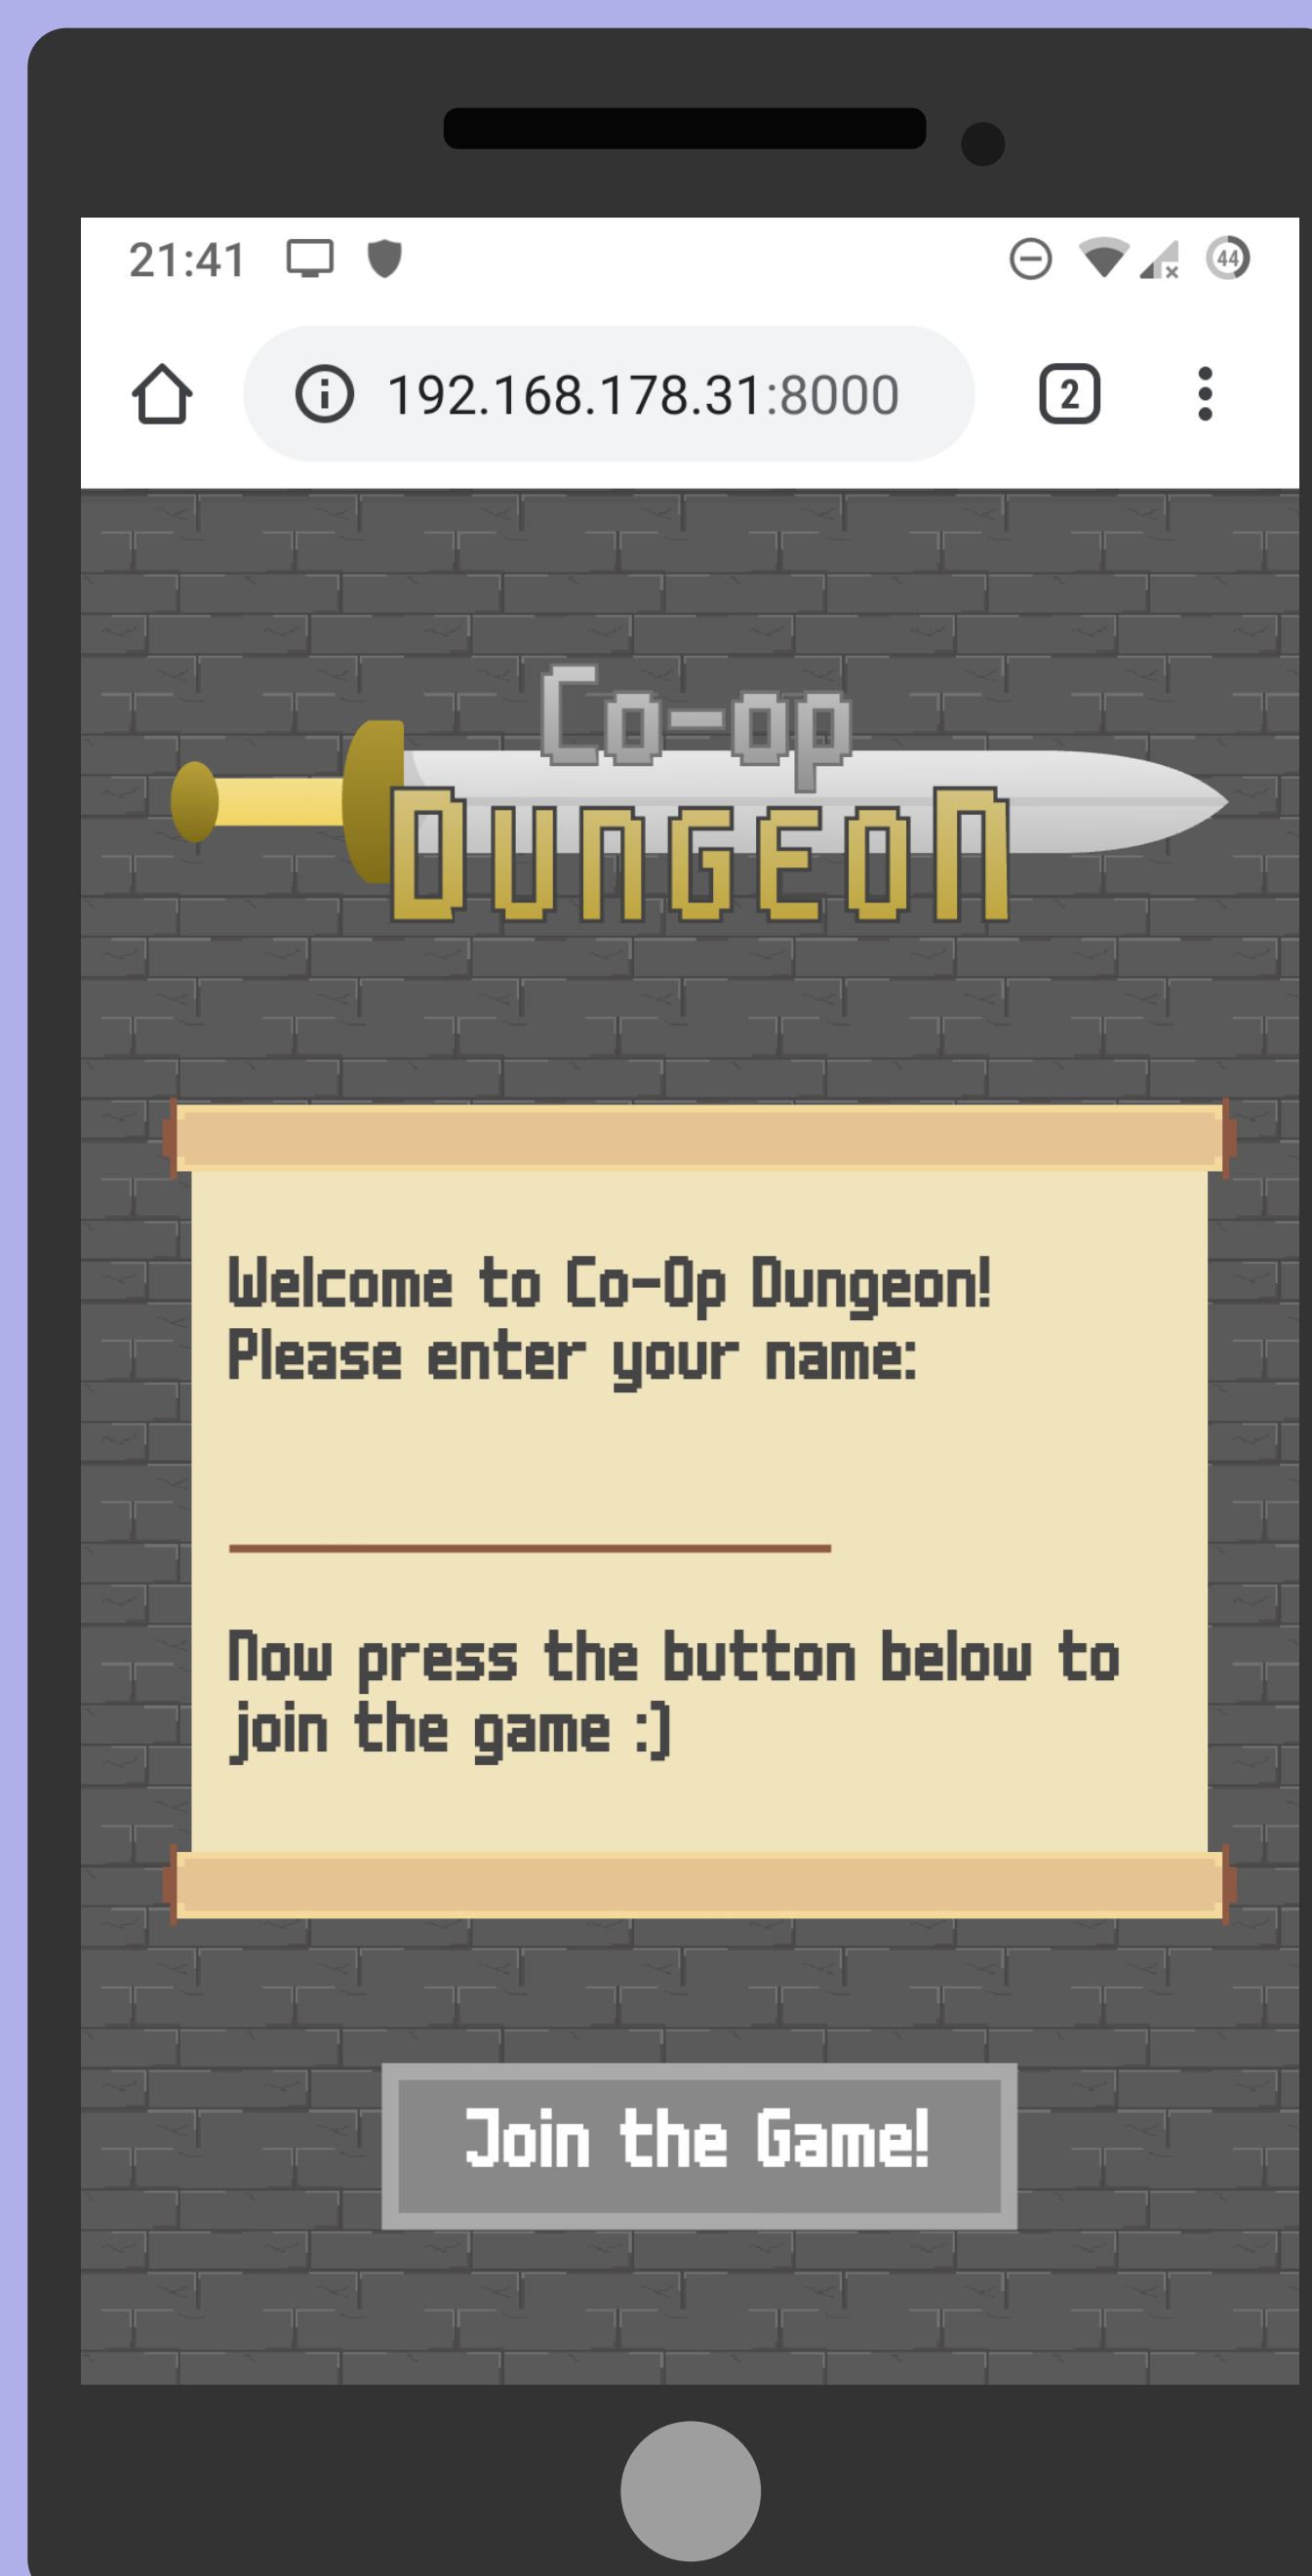 21:41
44
192.168.178.31:8000
2
Co-op
DUNGEON
Welcome to Co-Op Dungeon!
Please enter your name:
Now press the button below to
join the game :)
Join the Game!